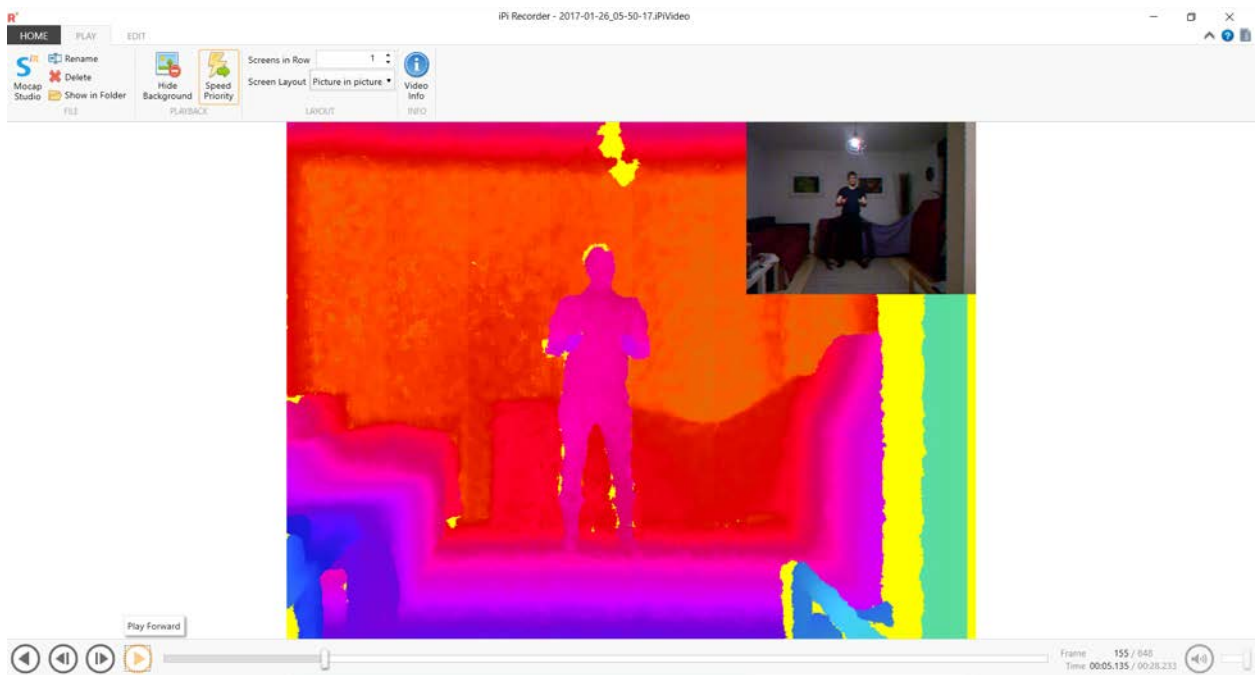 iPi Recorder - 2017-01-26_05-50-17.iPiVideo
HOME PLAY EDIT
Mocap Studio
Rename
Delete
Show in Folder
FILE
Hide Background
Speed Priority
PLAYBACK
Screens in Row 1
Screen Layout Picture in picture
LAYOUT
Video Info
INFO
Play Forward
Frame 155 / 848
Time 00:05.135 / 00:28.233